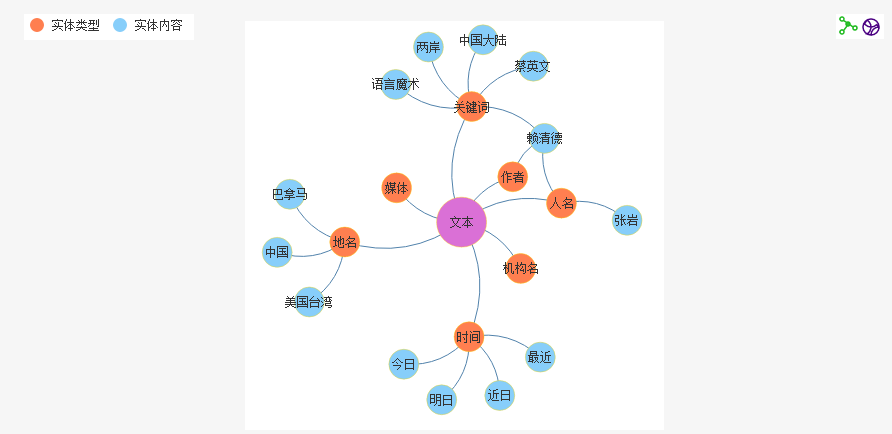 实体类型
实体内容
中国大陆
两岸
蔡英文
语言魔术
关键词
赖清德
作者
媒体
巴拿马
人名
张岩
文本
地名
中国
机构名
美国台湾
时间
最近
今日
近日
明日